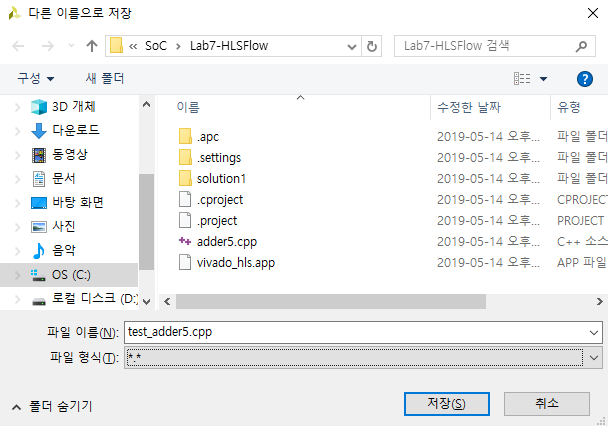 다른 이름으로 저장
« SoC > Lab7-HLSFlow
Lab7-HLSFlow 검색
구성 새 폴더
3D 개체
다운로드
동영상
문서
바탕 화면
사진
음악
OS (C:)
로컬 디스크 (D:)
이름 수정한 날짜 유형
.apc 2019-05-14 오후... 파일 폴더
.settings 2019-05-14 오후... 파일 폴더
solution1 2019-05-14 오후... 파일 폴더
.cproject 2019-05-14 오후... CPROJECT
.project 2019-05-14 오후... PROJECT
adder5.cpp 2019-05-14 오후... C++ 소스
vivado_hls.app 2019-05-14 오후... APP 파일
파일 이름(N): test_adder5.cpp
파일 형식(T): *.*
폴더 숨기기
저장(S) 취소